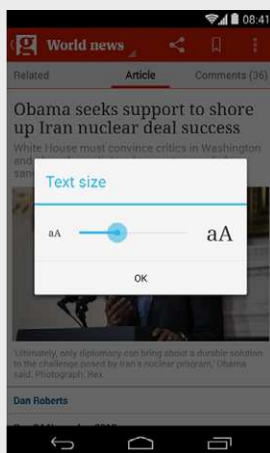 08:41
g World news
Related Article Comments (36)
Obama seeks support to shore
up Iran nuclear deal success
White House must convince critics in Washington
and
san
Text size
aA aA
OK
'Ultimately, only diplomacy can bring about a durable solution
to the challenge posed by Iran's nuclear program,' Obama
said. Photograph: Rex
Dan Roberts